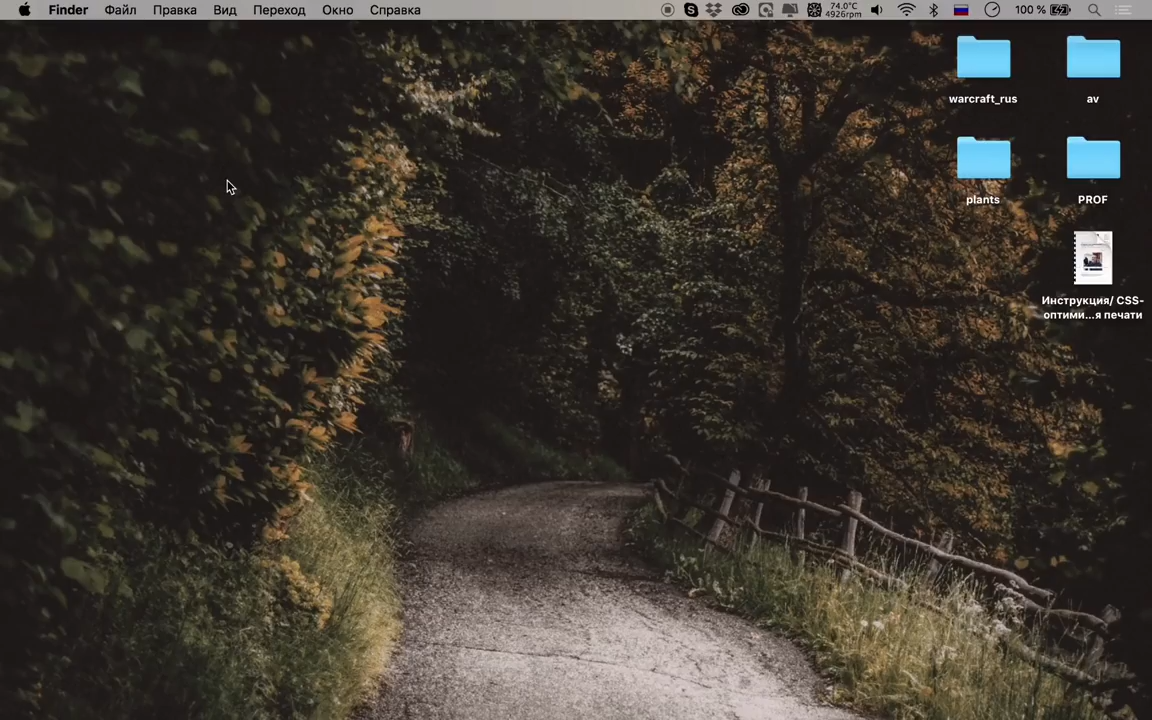 Finder Файл Правка Вид Переход Окно Справка 74.0°C 100 %
4926rpm
warcraft_rus av
plants PROF
Инструкция/ CSS-
оптими...я печати